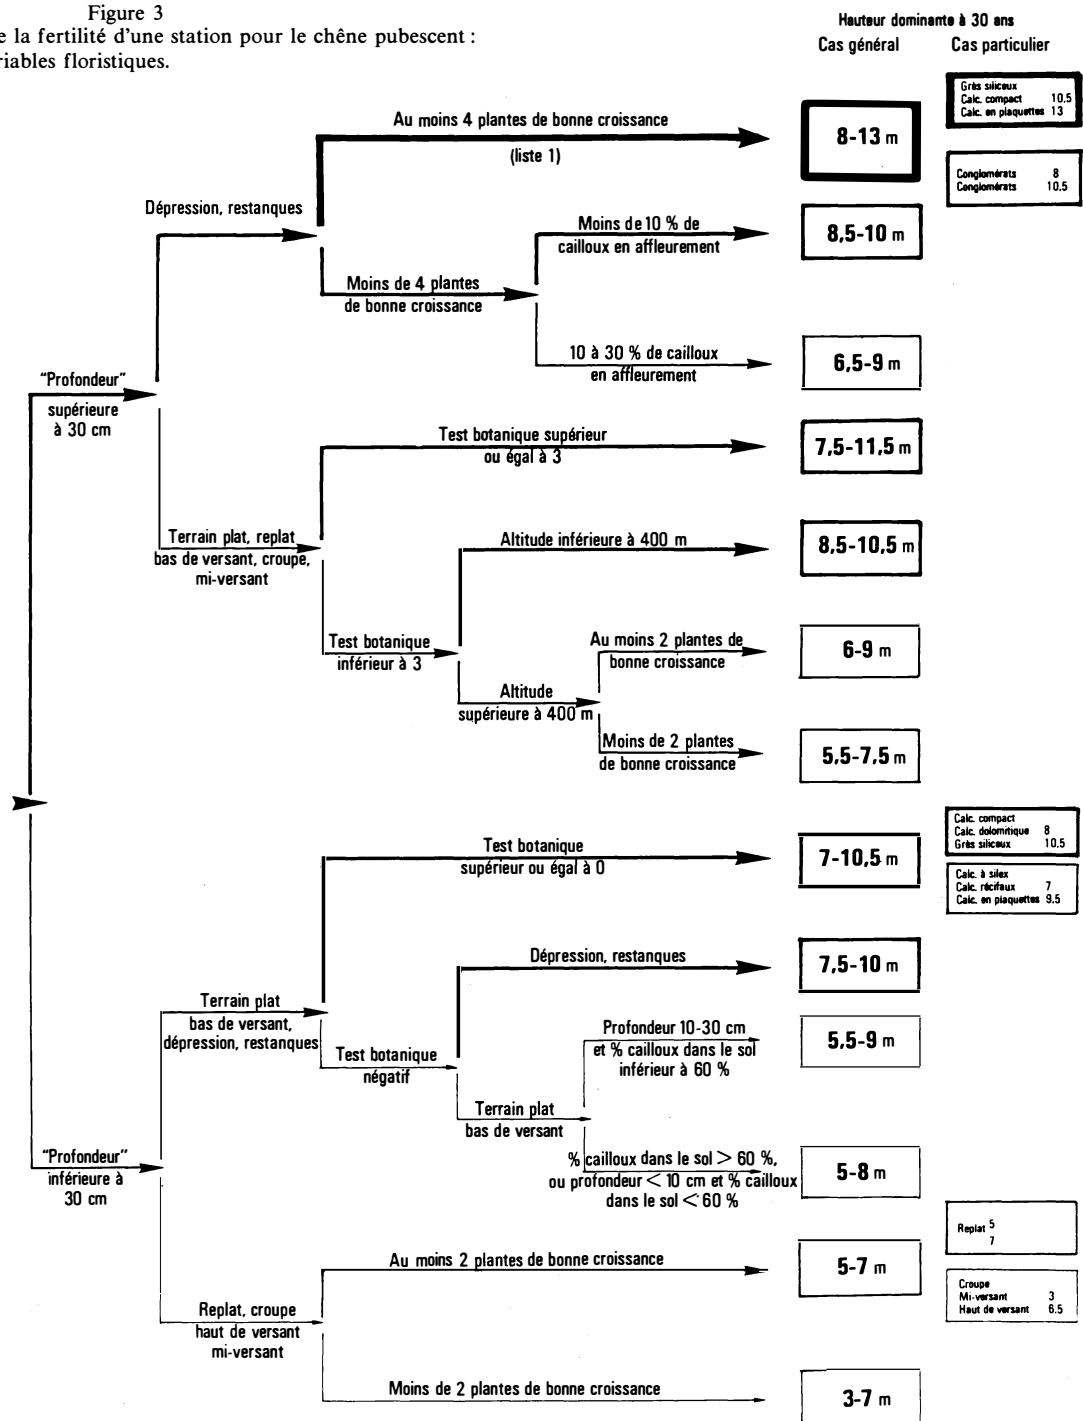 Figure 3
e la fertilité d'une station pour le chêne pubescent :
riables floristiques.
Hauteur dominante à 30 ans
Cas général
Cas particulier
Au moins 4 plantes de bonne croissance
(liste 1)
8-13 m
Grès siliceux
Calc. compact 10.5
Calc. en plaquettes 13
Conglomérats 8
Conglomérats 10.5
Dépression, restanques
Moins de 10 % de
cailloux en affleurement
8,5-10 m
Moins de 4 plantes
de bonne croissance
10 à 30 % de cailloux
en affleurement
6,5-9 m
"Profondeur"
supérieure
à 30 cm
Test botanique supérieur
ou égal à 3
7,5-11,5 m
Terrain plat, replat
bas de versant, croupe,
mi-versant
Altitude inférieure à 400 m
8,5-10,5 m
Test botanique
inférieur à 3
Au moins 2 plantes de
bonne croissance
6-9 m
Altitude
supérieure à 400 m
Moins de 2 plantes
de bonne croissance
5,5-7,5 m
Test botanique
supérieur ou égal à 0
7-10,5 m
Calc. compact
Calc. dolomitique 8
Grès siliceux 10.5
Calc. à silex
Calc. récifaux 7
Calc. en plaquettes 9.5
Dépression, restanques
7,5-10 m
Terrain plat
bas de versant,
dépression, restanques
Test botanique
négatif
Profondeur 10-30 cm
et % cailloux dans le sol
inférieur à 60 %
5,5-9 m
Terrain plat
bas de versant
% cailloux dans le sol > 60 %,
ou profondeur < 10 cm et % cailloux
dans le sol < 60 %
5-8 m
"Profondeur"
inférieure à
30 cm
Au moins 2 plantes de bonne croissance
5-7 m
Replat 5
7
Croupe
Mi-versant 3
Haut de versant 6.5
Replat, croupe
haut de versant
mi-versant
Moins de 2 plantes de bonne croissance
3-7 m